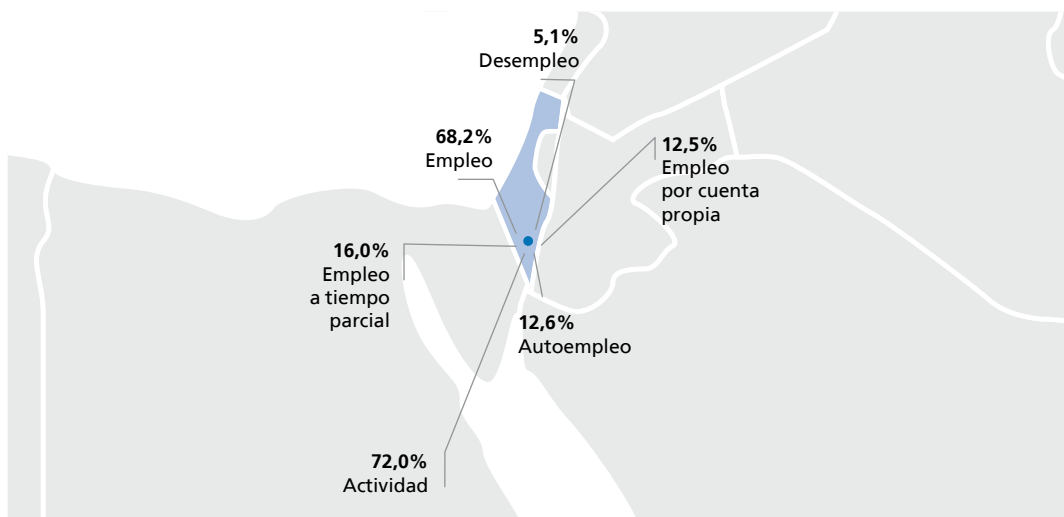 5,1%
Desempleo
68,2%
Empleo
12,5%
Empleo
por cuenta
propia
16,0%
Empleo
a tiempo
parcial
12,6%
Autoempleo
72,0%
Actividad